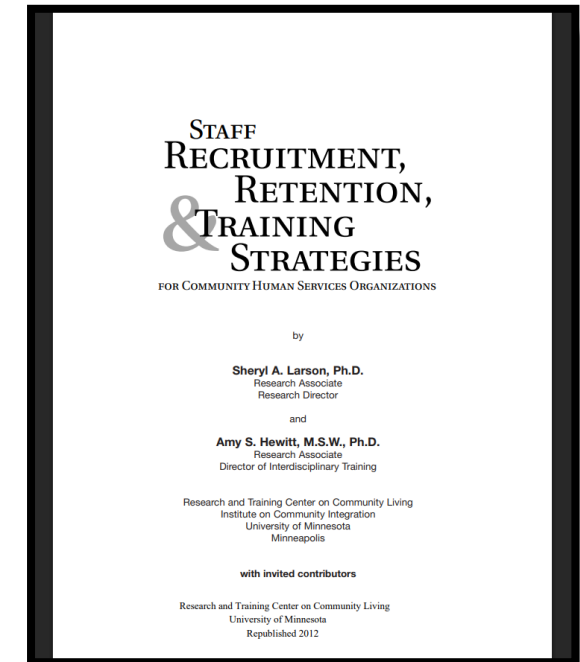 STAFF
RECRUITMENT,
RETENTION,
& TRAINING
STRATEGIES
FOR COMMUNITY HUMAN SERVICES ORGANIZATIONS
by
Sheryl A. Larson, Ph.D.
Research Associate
Research Director
and
Amy S. Hewitt, M.S.W., Ph.D.
Research Associate
Director of Interdisciplinary Training
Research and Training Center on Community Living
Institute on Community Integration
University of Minnesota
Minneapolis
with invited contributors
Research and Training Center on Community Living
University of Minnesota
Republished 2012